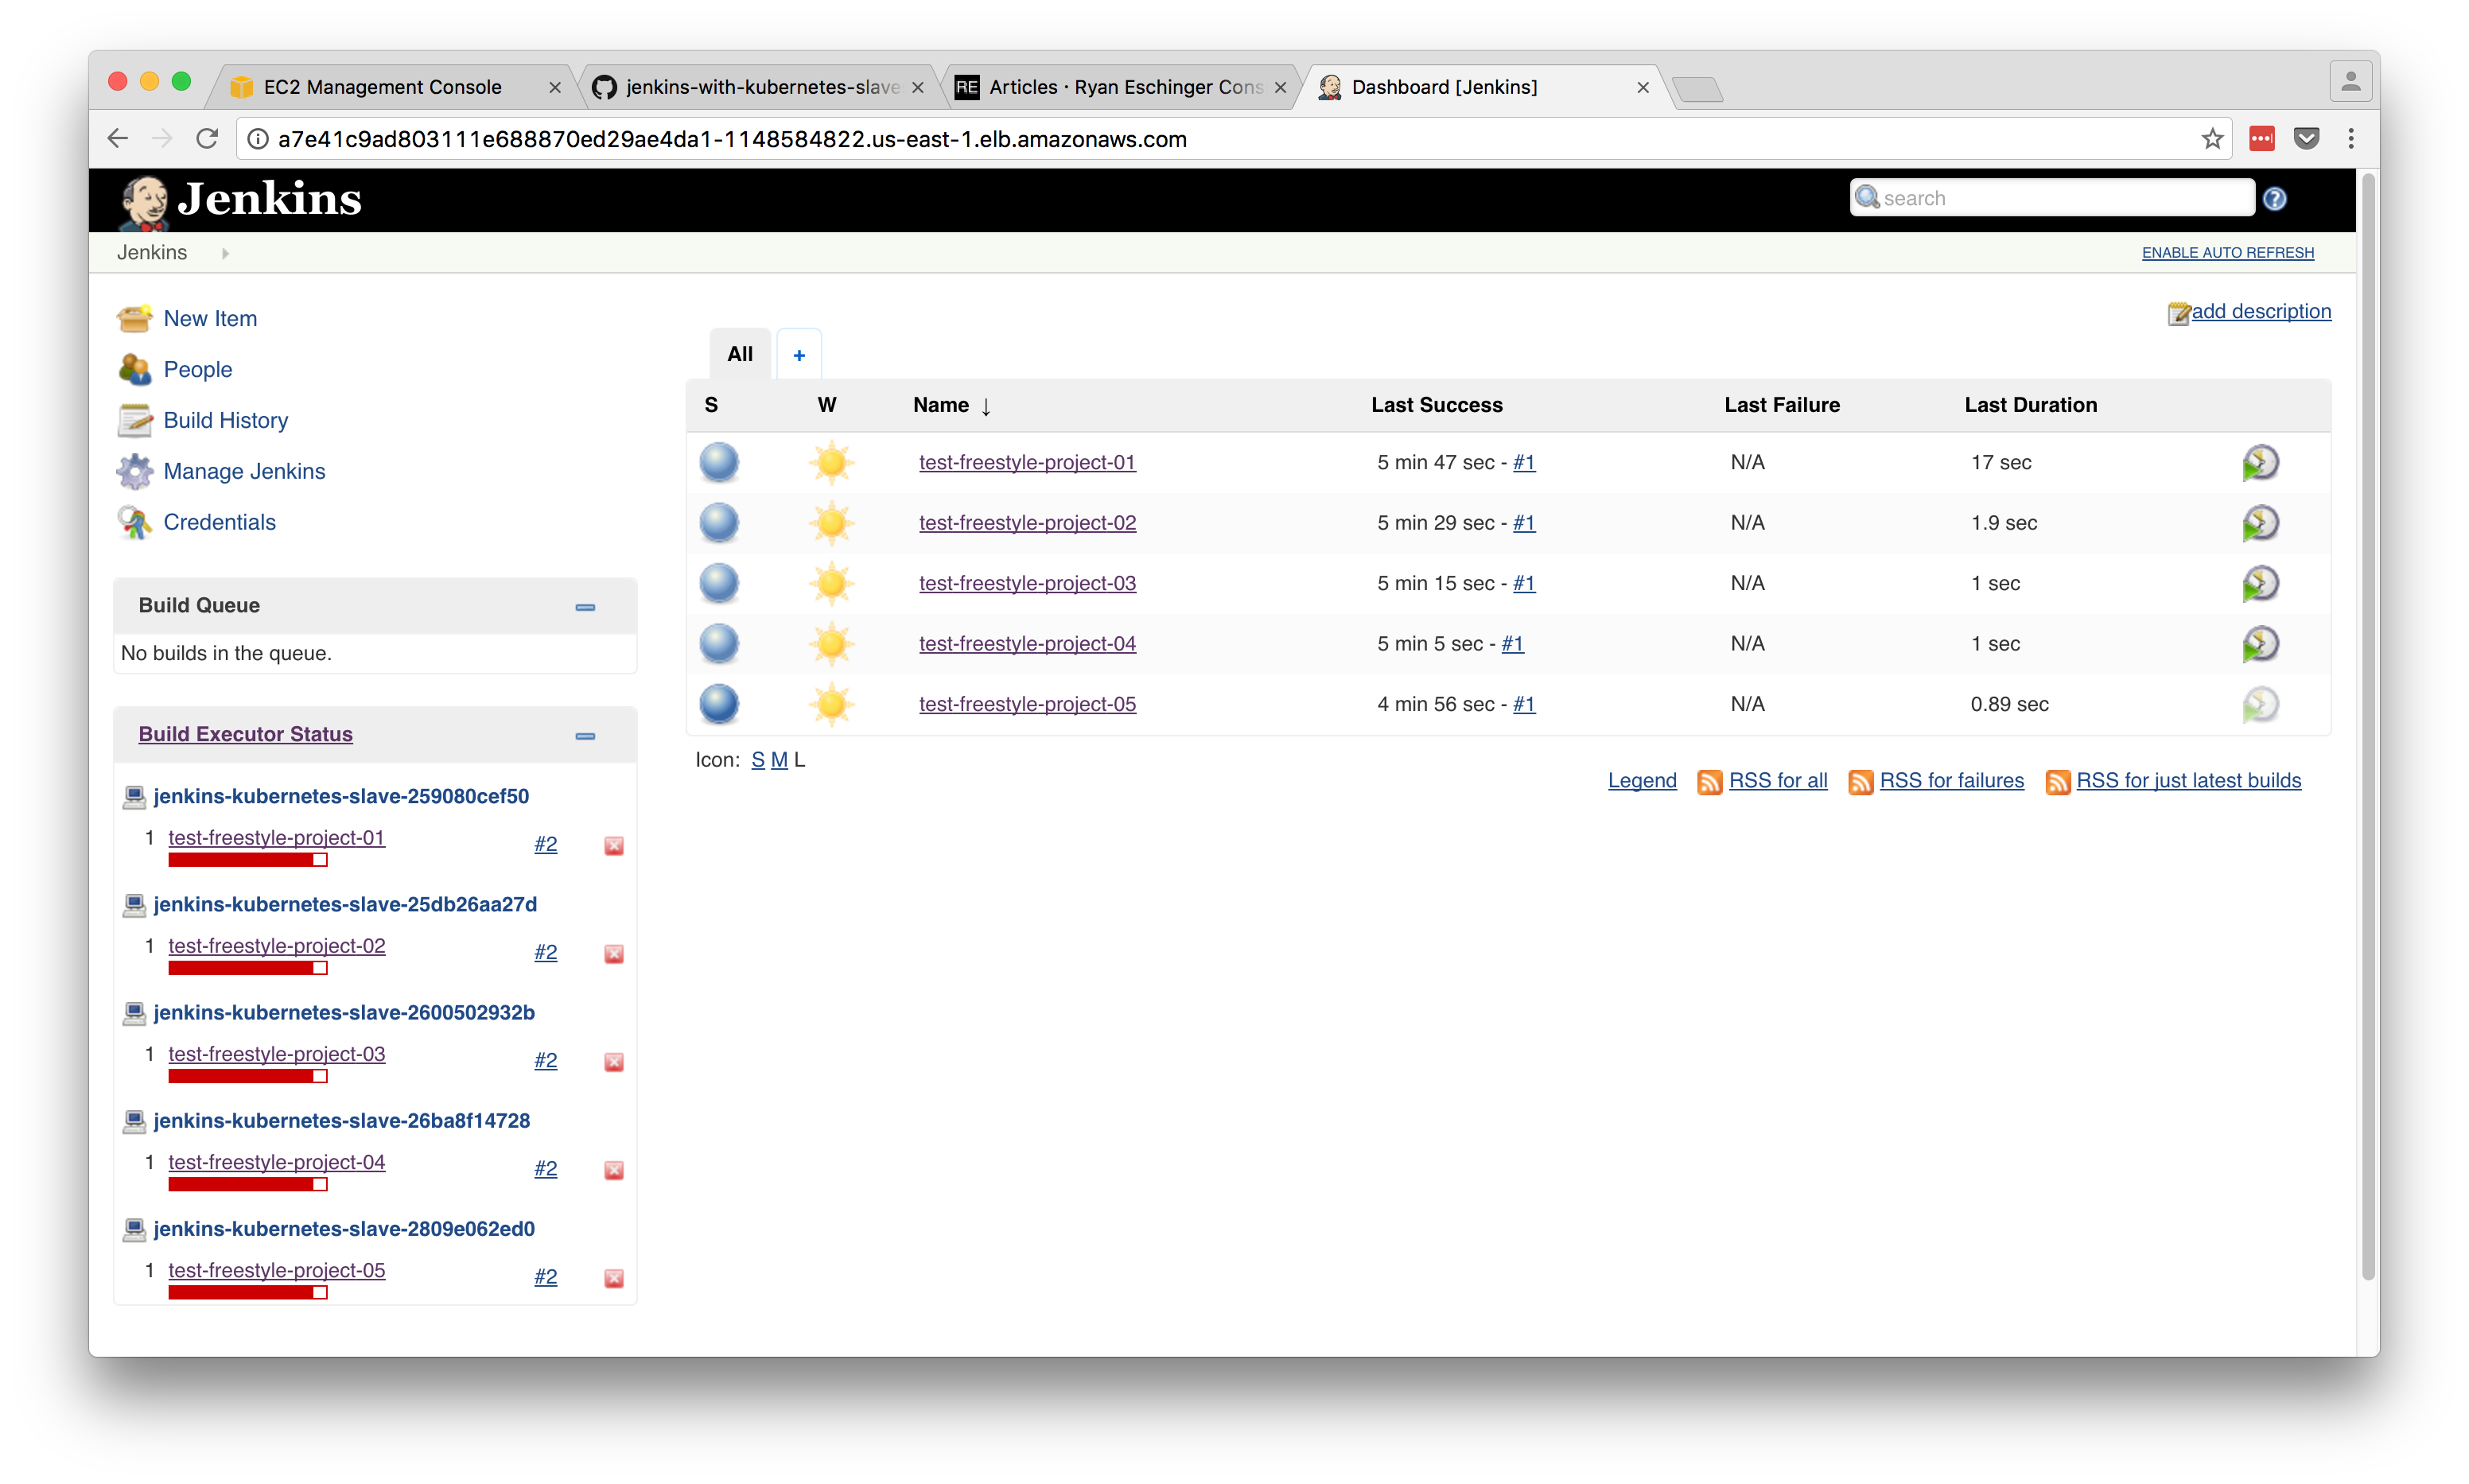 EC2 Management Console
jenkins-with-kubernetes-slave
RE Articles · Ryan Eschinger Cons
Dashboard [Jenkins]
a7e41c9ad803111e688870ed29ae4da1-1148584822.us-east-1.elb.amazonaws.com
Jenkins
search
Jenkins
ENABLE AUTO REFRESH
New Item
People
Build History
Manage Jenkins
Credentials
Build Queue
No builds in the queue.
Build Executor Status
jenkins-kubernetes-slave-259080cef50
1 test-freestyle-project-01 #2
jenkins-kubernetes-slave-25db26aa27d
1 test-freestyle-project-02 #2
jenkins-kubernetes-slave-2600502932b
1 test-freestyle-project-03 #2
jenkins-kubernetes-slave-26ba8f14728
1 test-freestyle-project-04 #2
jenkins-kubernetes-slave-2809e062ed0
1 test-freestyle-project-05 #2
add description
All +
S W Name ↓ Last Success Last Failure Last Duration
test-freestyle-project-01 5 min 47 sec - #1 N/A 17 sec
test-freestyle-project-02 5 min 29 sec - #1 N/A 1.9 sec
test-freestyle-project-03 5 min 15 sec - #1 N/A 1 sec
test-freestyle-project-04 5 min 5 sec - #1 N/A 1 sec
test-freestyle-project-05 4 min 56 sec - #1 N/A 0.89 sec
Icon: S M L
Legend RSS for all RSS for failures RSS for just latest builds